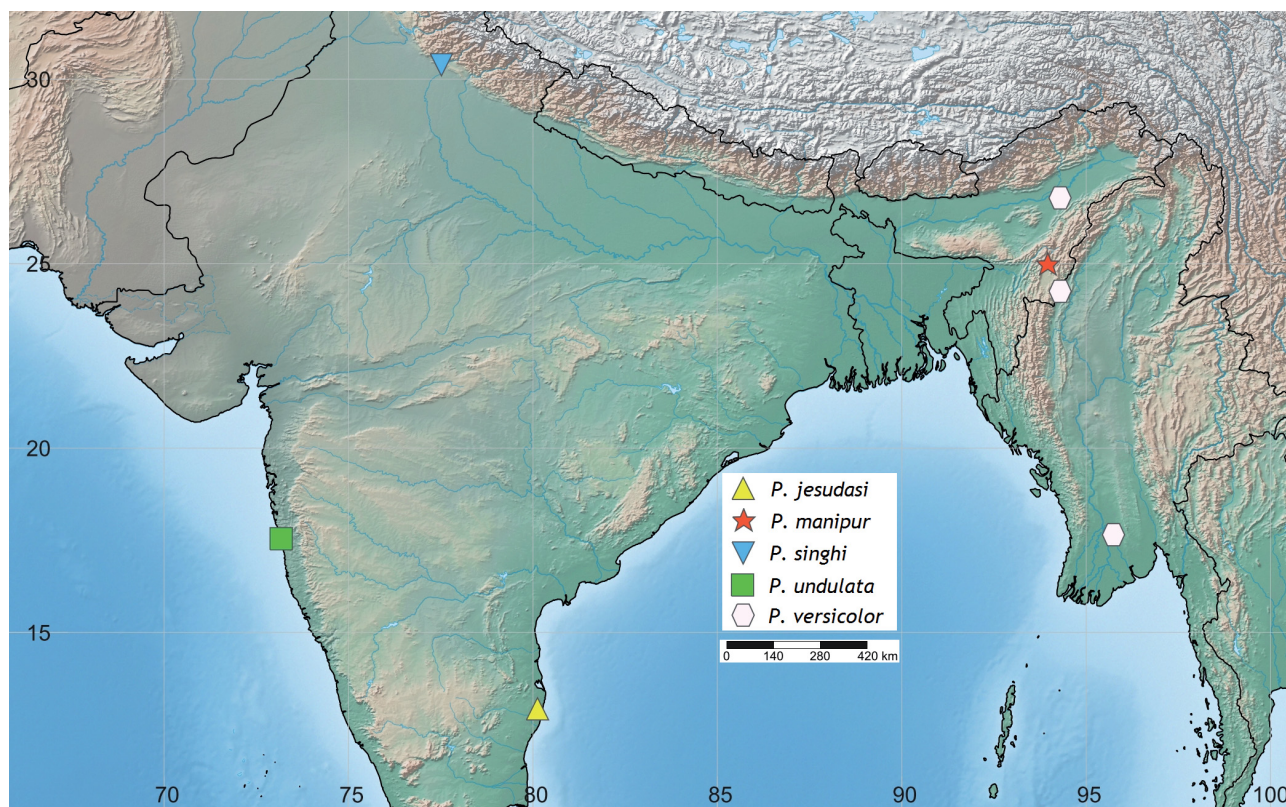 30
25
20
P. jesudasi
P. manipur
P. singhi
P. undulata
P. versicolor
15
0 140 280 420 km
70 75 80 85 90 95 100